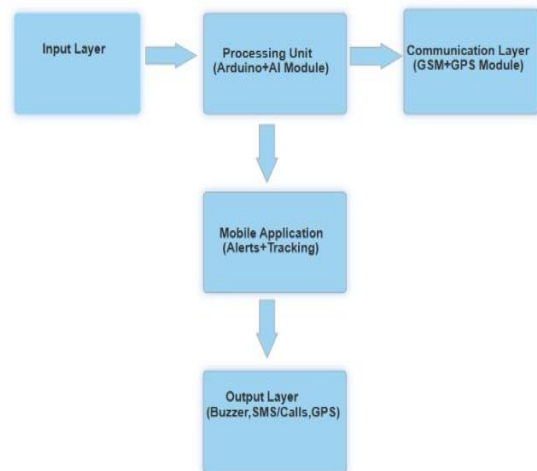 Input Layer
Processing Unit
(Arduino+AI Module)
Communication Layer
(GSM+GPS Module)
Mobile Application
(Alerts+Tracking)
Output Layer
(Buzzer,SMS/Calls,GPS)